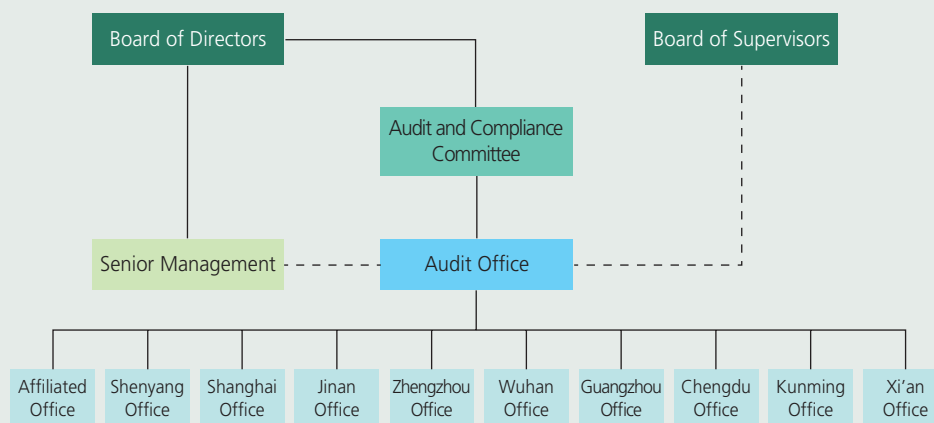 Board of Directors
Board of Supervisors
Audit and Compliance
Committee
Senior Management
Audit Office
Affiliated
Office
Shenyang
Office
Shanghai
Office
Jinan
Office
Zhengzhou
Office
Wuhan
Office
Guangzhou
Office
Chengdu
Office
Kunming
Office
Xi'an
Office